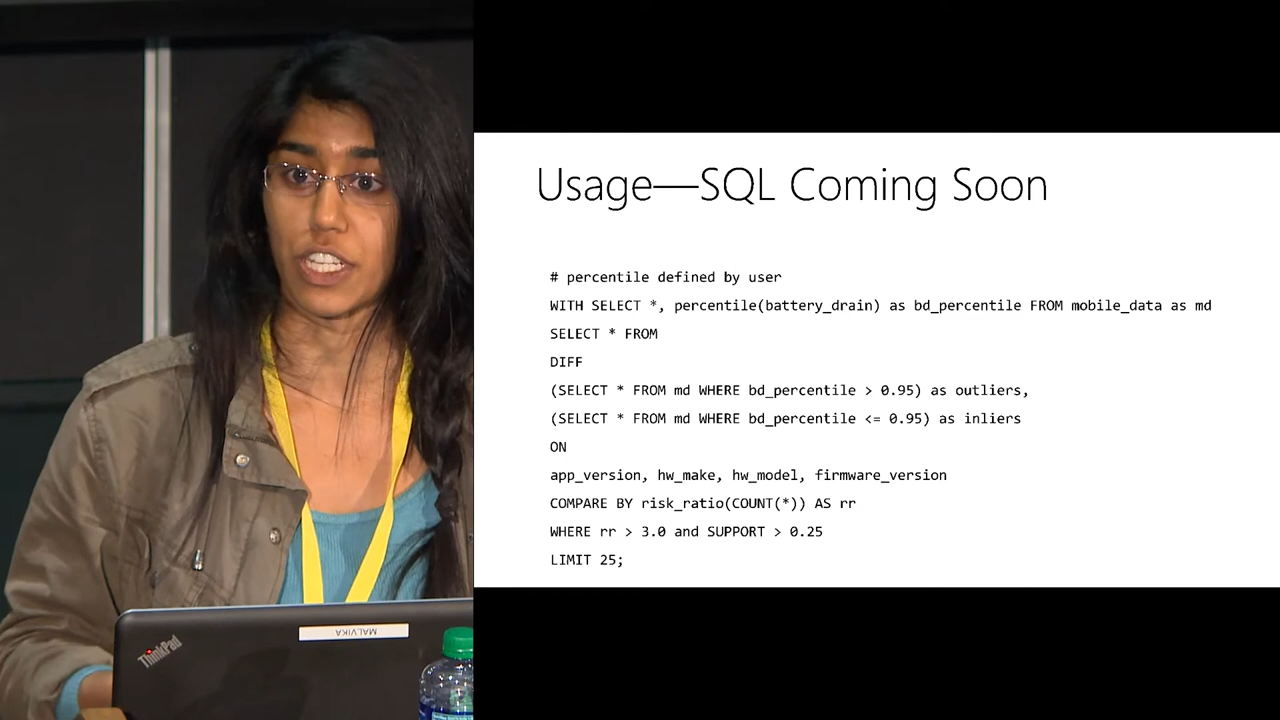 Usage—SQL Coming Soon
# percentile defined by user
WITH SELECT *, percentile(battery_drain) as bd_percentile FROM mobile_data as md
SELECT * FROM
DIFF
(SELECT * FROM md WHERE bd_percentile > 0.95) as outliers,
(SELECT * FROM md WHERE bd_percentile <= 0.95) as inliers
ON
app_version, hw_make, hw_model, firmware_version
COMPARE BY risk_ratio(COUNT(*)) AS rr
WHERE rr > 3.0 and SUPPORT > 0.25
LIMIT 25;
MALVIKA
ThinkPad